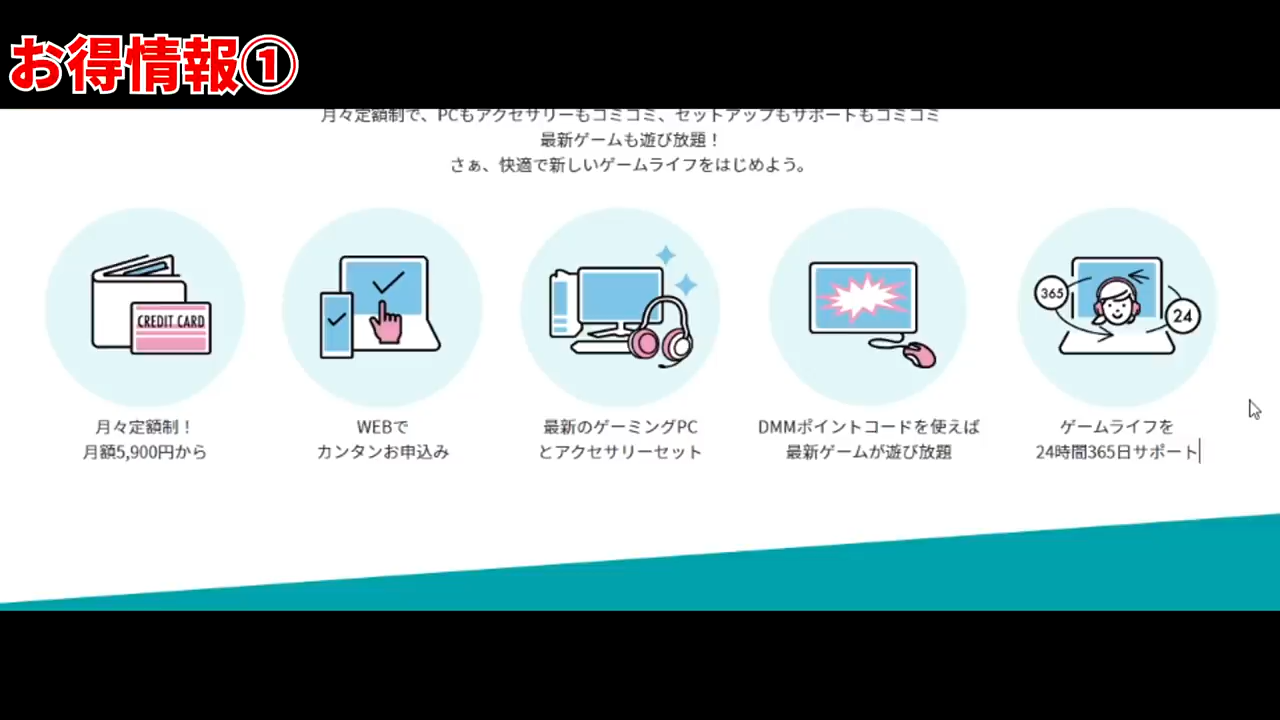 お得情報①
月々定額制で、PCもアクセサリーもコミコミ、セットアップもサポートもコミコミ
最新ゲームも遊び放題！
さぁ、快適で新しいゲームライフをはじめよう。
CREDIT CARD
365
24
月々定額制！
月額5,900円から
WEBで
カンタンお申込み
最新のゲーミングPC
とアクセサリーセット
DMMポイントコードを使えば
最新ゲームが遊び放題
ゲームライフを
24時間365日サポート